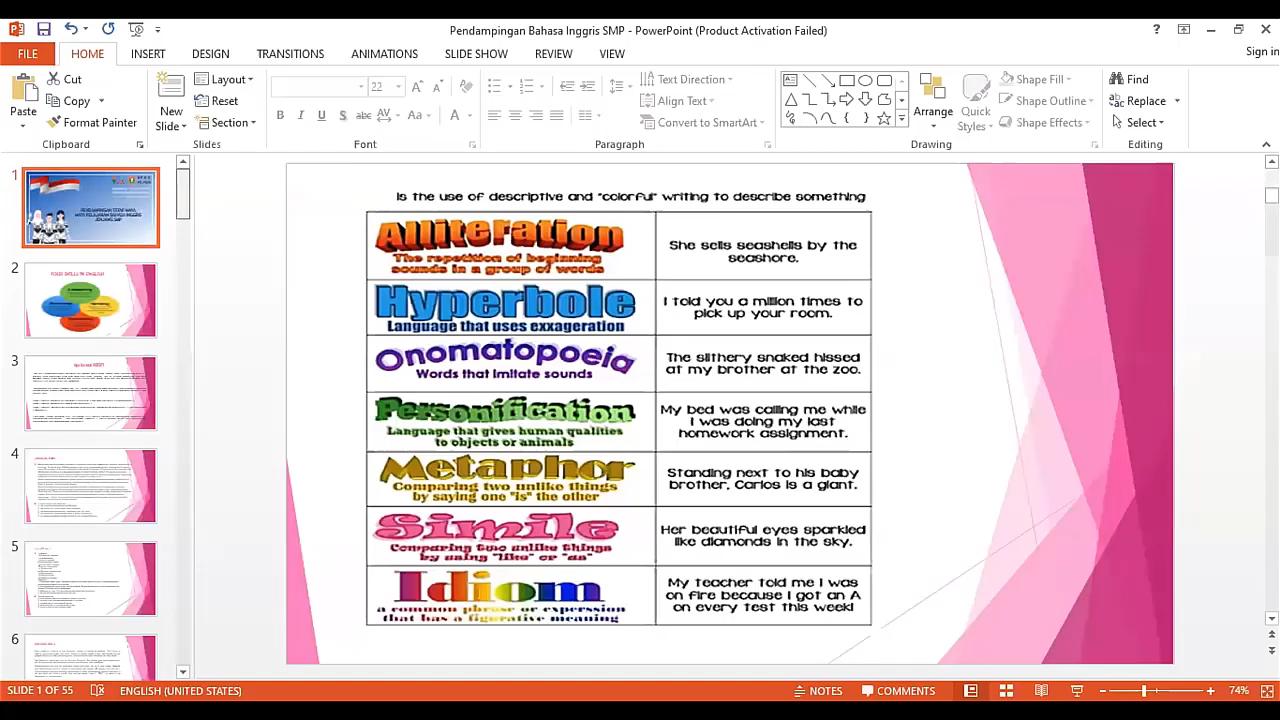 Pendampingan Bahasa Inggris SMP - PowerPoint (Product Activation Failed)
Sign in
FILE HOME INSERT DESIGN TRANSITIONS ANIMATIONS SLIDE SHOW REVIEW VIEW
Paste
Cut
Copy
Format Painter
Clipboard
New
Slide
Layout
Reset
Section
Slides
22
Font
Text Direction
Align Text
Convert to SmartArt
Paragraph
Arrange
Quick
Styles
Shape Fill
Shape Outline
Shape Effects
Drawing
Find
Replace
Select
Editing
1
2
3
4
5
6
is the use of descriptive and "colorful" writing to describe something
Alliteration
The repetition of beginning
sounds in a group of words
She sells seashells by the
seashore.
Hyperbole
Language that uses exxageration
I told you a million times to
pick up your room.
Onomatopoeia
Words that imitate sounds
The slithery snaked hissed
at my brother at the zoo.
Personification
Language that gives human qualities
to objects or animals
My bed was calling me while
I was doing my last
homework assignment.
Metaphor
Comparing two unlike things
by saying one "is" the other
Standing next to his baby
brother, Carlos is a giant.
Simile
Comparing two unlike things
by using "like" or "as"
Her beautiful eyes sparkled
like diamonds in the sky.
Idiom
a common phrase or experssion
that has a figurative meaning
My teacher told me I was
on fire because I got an A
on every test this week!
SLIDE 1 OF 55
ENGLISH (UNITED STATES)
NOTES
COMMENTS
74%